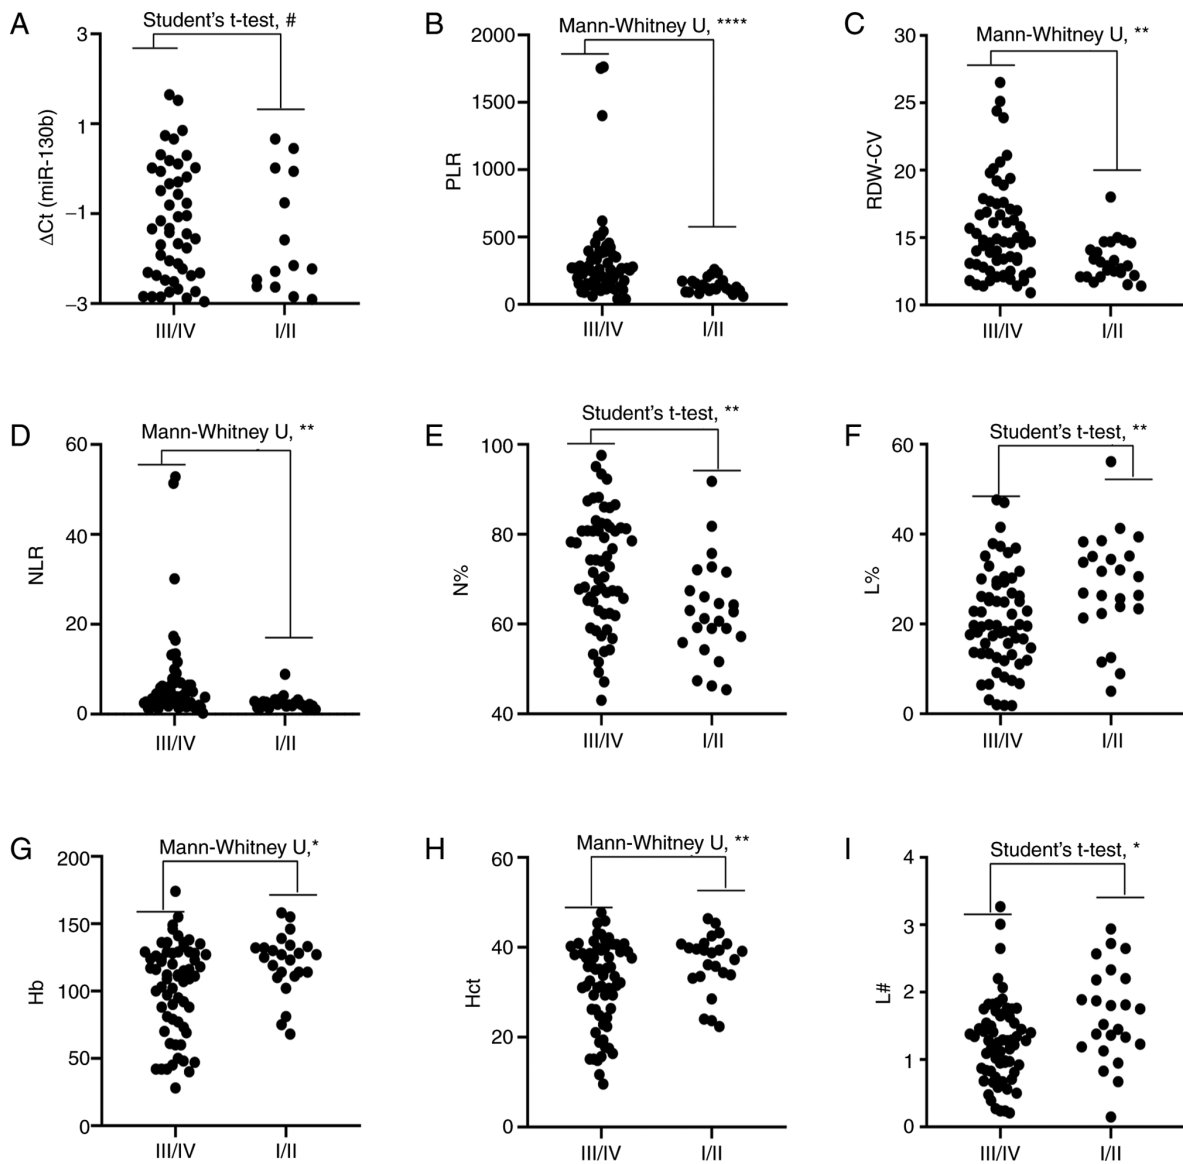 A
Student's t-test, #
ΔCt (miR-130b)
3
1
−1
−3
III/IV
I/II
B
Mann-Whitney U, ****
PLR
2000
1500
1000
500
0
III/IV
I/II
C
Mann-Whitney U, **
RDW-CV
30
25
20
15
10
III/IV
I/II
D
Mann-Whitney U, **
NLR
60
40
20
0
III/IV
I/II
E
Student's t-test, **
N%
100
80
60
40
III/IV
I/II
F
Student's t-test, **
L%
60
40
20
0
III/IV
I/II
G
Mann-Whitney U,*
Hb
200
150
100
50
0
III/IV
I/II
H
Mann-Whitney U, **
Hct
60
40
20
0
III/IV
I/II
I
Student's t-test, *
L#
4
3
2
1
0
III/IV
I/II